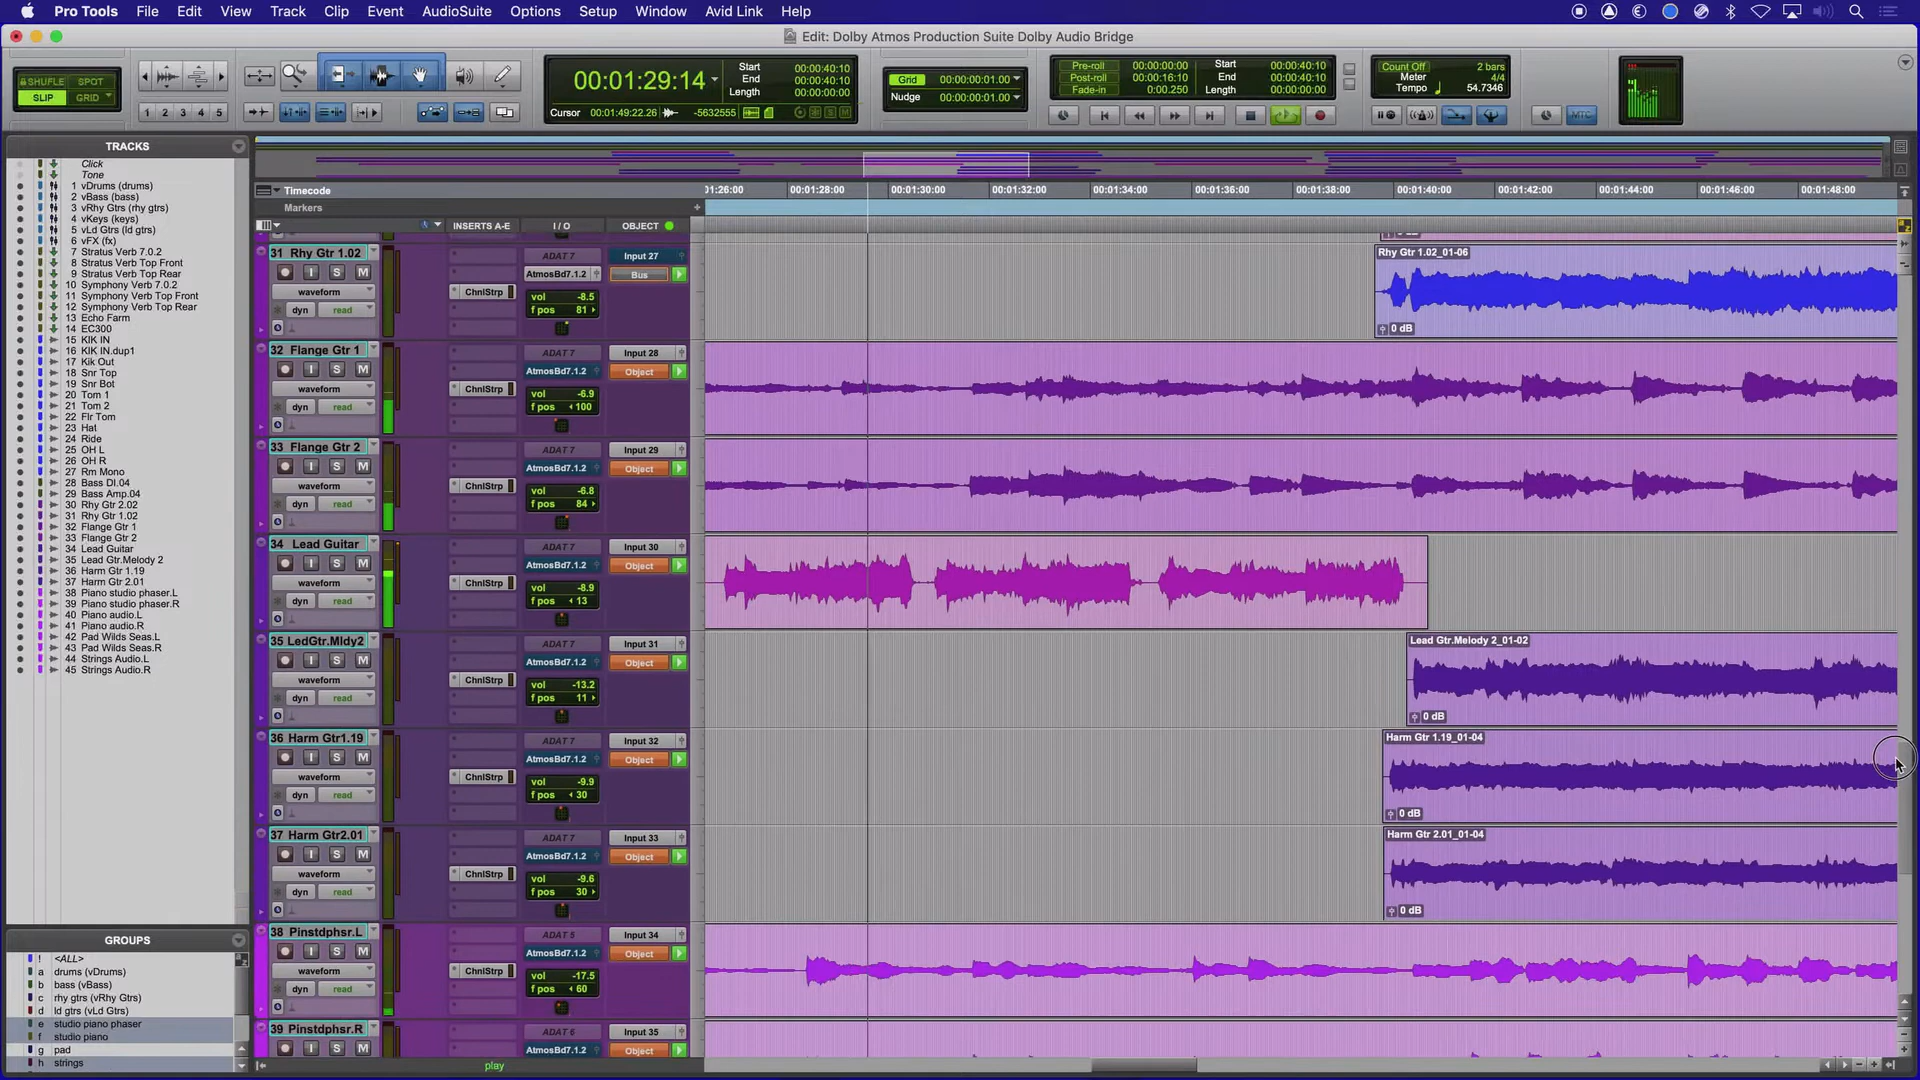 Pro Tools File Edit View Track Clip Event AudioSuite Options Setup Window Avid Link Help
Edit: Dolby Atmos Production Suite Dolby Audio Bridge
SHUFFLE SPOT
SLIP GRID
1 2 3 4 5
00:01:29:14
Start 00:00:40:10
End 00:00:40:10
Length 00:00:00:00
Cursor 00:01:49:22.26 -5632555
Grid 00:00:00:01.00
Nudge 00:00:00:01.00
Pre-roll 00:00:00:00
Post-roll 00:00:16:10
Fade-in 0:00.250
Start 00:00:40:10
End 00:00:40:10
Length 00:00:00:00
Count Off 2 bars
Meter 4/4
Tempo 54.7346
MTC
TRACKS
Click
Tone
1 vDrums (drums)
2 vBass (bass)
3 vRhy Gtrs (rhy gtrs)
4 vKeys (keys)
5 vLd Gtrs (ld gtrs)
6 vFX (fx)
7 Stratus Verb 7.0.2
8 Stratus Verb Top Front
9 Stratus Verb Top Rear
10 Symphony Verb 7.0.2
11 Symphony Verb Top Front
12 Symphony Verb Top Rear
13 Echo Farm
14 EC300
15 KIK IN
16 KIK IN.dup1
17 Kik Out
18 Snr Top
19 Snr Bot
20 Tom 1
21 Tom 2
22 Flr Tom
23 Hat
24 Ride
25 OH L
26 OH R
27 Rm Mono
28 Bass DI.04
29 Bass Amp.04
30 Rhy Gtr 2.02
31 Rhy Gtr 1.02
32 Flange Gtr 1
33 Flange Gtr 2
34 Lead Guitar
35 Lead Gtr.Melody 2
36 Harm Gtr 1.19
37 Harm Gtr 2.01
38 Piano studio phaser.L
39 Piano studio phaser.R
40 Piano audio.L
41 Piano audio.R
42 Pad Wilds Seas.L
43 Pad Wilds Seas.R
44 Strings Audio.L
45 Strings Audio.R
GROUPS
! <ALL>
a drums (vDrums)
b bass (vBass)
c rhy gtrs (vRhy Gtrs)
d ld gtrs (vLd Gtrs)
e studio piano phaser
f studio piano
g pad
h strings
Timecode
01:26:00 00:01:28:00 00:01:30:00 00:01:32:00 00:01:34:00 00:01:36:00 00:01:38:00 00:01:40:00 00:01:42:00 00:01:44:00 00:01:46:00 00:01:48:00
Markers
INSERTS A-E I / O OBJECT
31 Rhy Gtr 1.02 ADAT 7 Input 27
I S M AtmosBd7.1.2 Bus
waveform ChnlStrp vol -8.5
dyn read f pos 81
Rhy Gtr 1.02_01-06
0 dB
32 Flange Gtr 1 ADAT 7 Input 28
I S M AtmosBd7.1.2 Object
waveform ChnlStrp vol -6.9
dyn read f pos 100
33 Flange Gtr 2 ADAT 7 Input 29
I S M AtmosBd7.1.2 Object
waveform ChnlStrp vol -6.8
dyn read f pos 84
34 Lead Guitar ADAT 7 Input 30
I S M AtmosBd7.1.2 Object
waveform ChnlStrp vol -8.9
dyn read f pos 13
35 LedGtr.Mldy2 ADAT 7 Input 31
I S M AtmosBd7.1.2 Object
waveform ChnlStrp vol -13.2
dyn read f pos 11
Lead Gtr.Melody 2_01-02
0 dB
36 Harm Gtr1.19 ADAT 7 Input 32
I S M AtmosBd7.1.2 Object
waveform ChnlStrp vol -9.9
dyn read f pos 30
Harm Gtr 1.19_01-04
0 dB
37 Harm Gtr2.01 ADAT 7 Input 33
I S M AtmosBd7.1.2 Object
waveform ChnlStrp vol -9.6
dyn read f pos 30
Harm Gtr 2.01_01-04
0 dB
38 Pinstdphsr.L ADAT 5 Input 34
I S M AtmosBd7.1.2 Object
waveform ChnlStrp vol -17.5
dyn read f pos 60
39 Pinstdphsr.R ADAT 6 Input 35
I S M AtmosBd7.1.2 Object
play